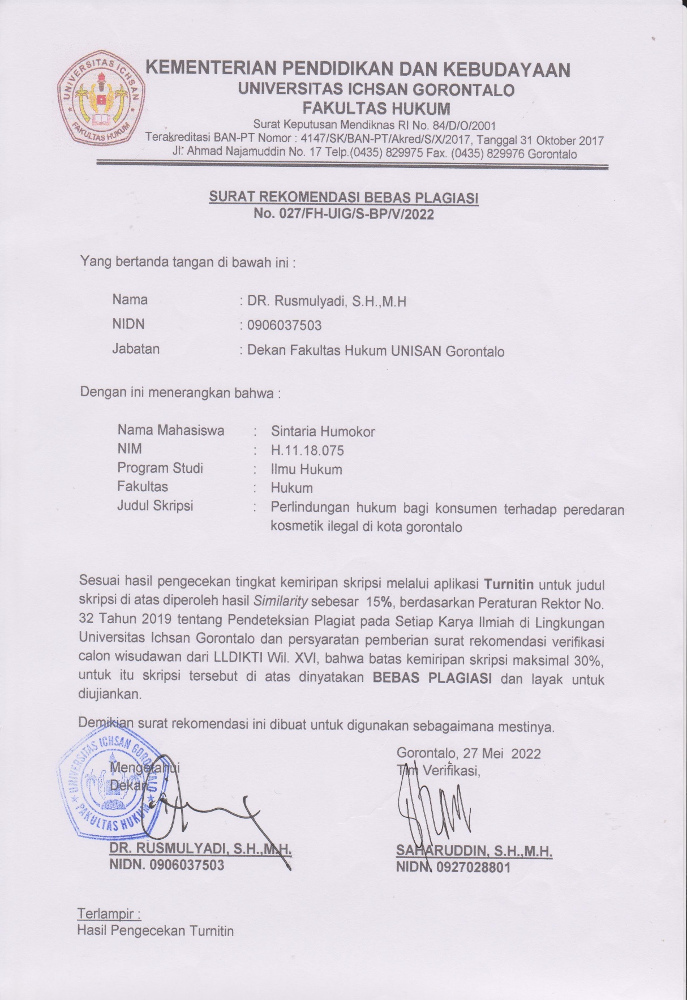 UNIVERSITAS ICHSAN
FAKULTAS HUKUM
KEMENTERIAN PENDIDIKAN DAN KEBUDAYAAN
UNIVERSITAS ICHSAN GORONTALO
FAKULTAS HUKUM
Surat Keputusan Mendiknas RI No. 84/D/O/2001
Terakreditasi BAN-PT Nomor : 4147/SK/BAN-PT/Akred/S/X/2017, Tanggal 31 Oktober 2017
Jl. Ahmad Najamuddin No. 17 Telp.(0435) 829975 Fax. (0435) 829976 Gorontalo
SURAT REKOMENDASI BEBAS PLAGIASI
No. 027/FH-UIG/S-BP/V/2022
Yang bertanda tangan di bawah ini :
Nama : DR. Rusmulyadi, S.H.,M.H
NIDN : 0906037503
Jabatan : Dekan Fakultas Hukum UNISAN Gorontalo
Dengan ini menerangkan bahwa :
Nama Mahasiswa : Sintaria Humokor
NIM : H.11.18.075
Program Studi : Ilmu Hukum
Fakultas : Hukum
Judul Skripsi : Perlindungan hukum bagi konsumen terhadap peredaran
kosmetik ilegal di kota gorontalo
Sesuai hasil pengecekan tingkat kemiripan skripsi melalui aplikasi Turnitin untuk judul
skripsi di atas diperoleh hasil Similarity sebesar 15%, berdasarkan Peraturan Rektor No.
32 Tahun 2019 tentang Pendeteksian Plagiat pada Setiap Karya Ilmiah di Lingkungan
Universitas Ichsan Gorontalo dan persyaratan pemberian surat rekomendasi verifikasi
calon wisudawan dari LLDIKTI Wil. XVI, bahwa batas kemiripan skripsi maksimal 30%,
untuk itu skripsi tersebut di atas dinyatakan BEBAS PLAGIASI dan layak untuk
diujiankan.
Demikian surat rekomendasi ini dibuat untuk digunakan sebagaimana mestinya.
Gorontalo, 27 Mei 2022
Mengetahui
Tim Verifikasi,
Dekan
UNIVERSITAS ICHSAN GORONTALO
FAKULTAS HUKUM
DR. RUSMULYADI, S.H.,M.H.
SAHARUDDIN, S.H.,M.H.
NIDN. 0906037503
NIDN. 0927028801
Terlampir :
Hasil Pengecekan Turnitin